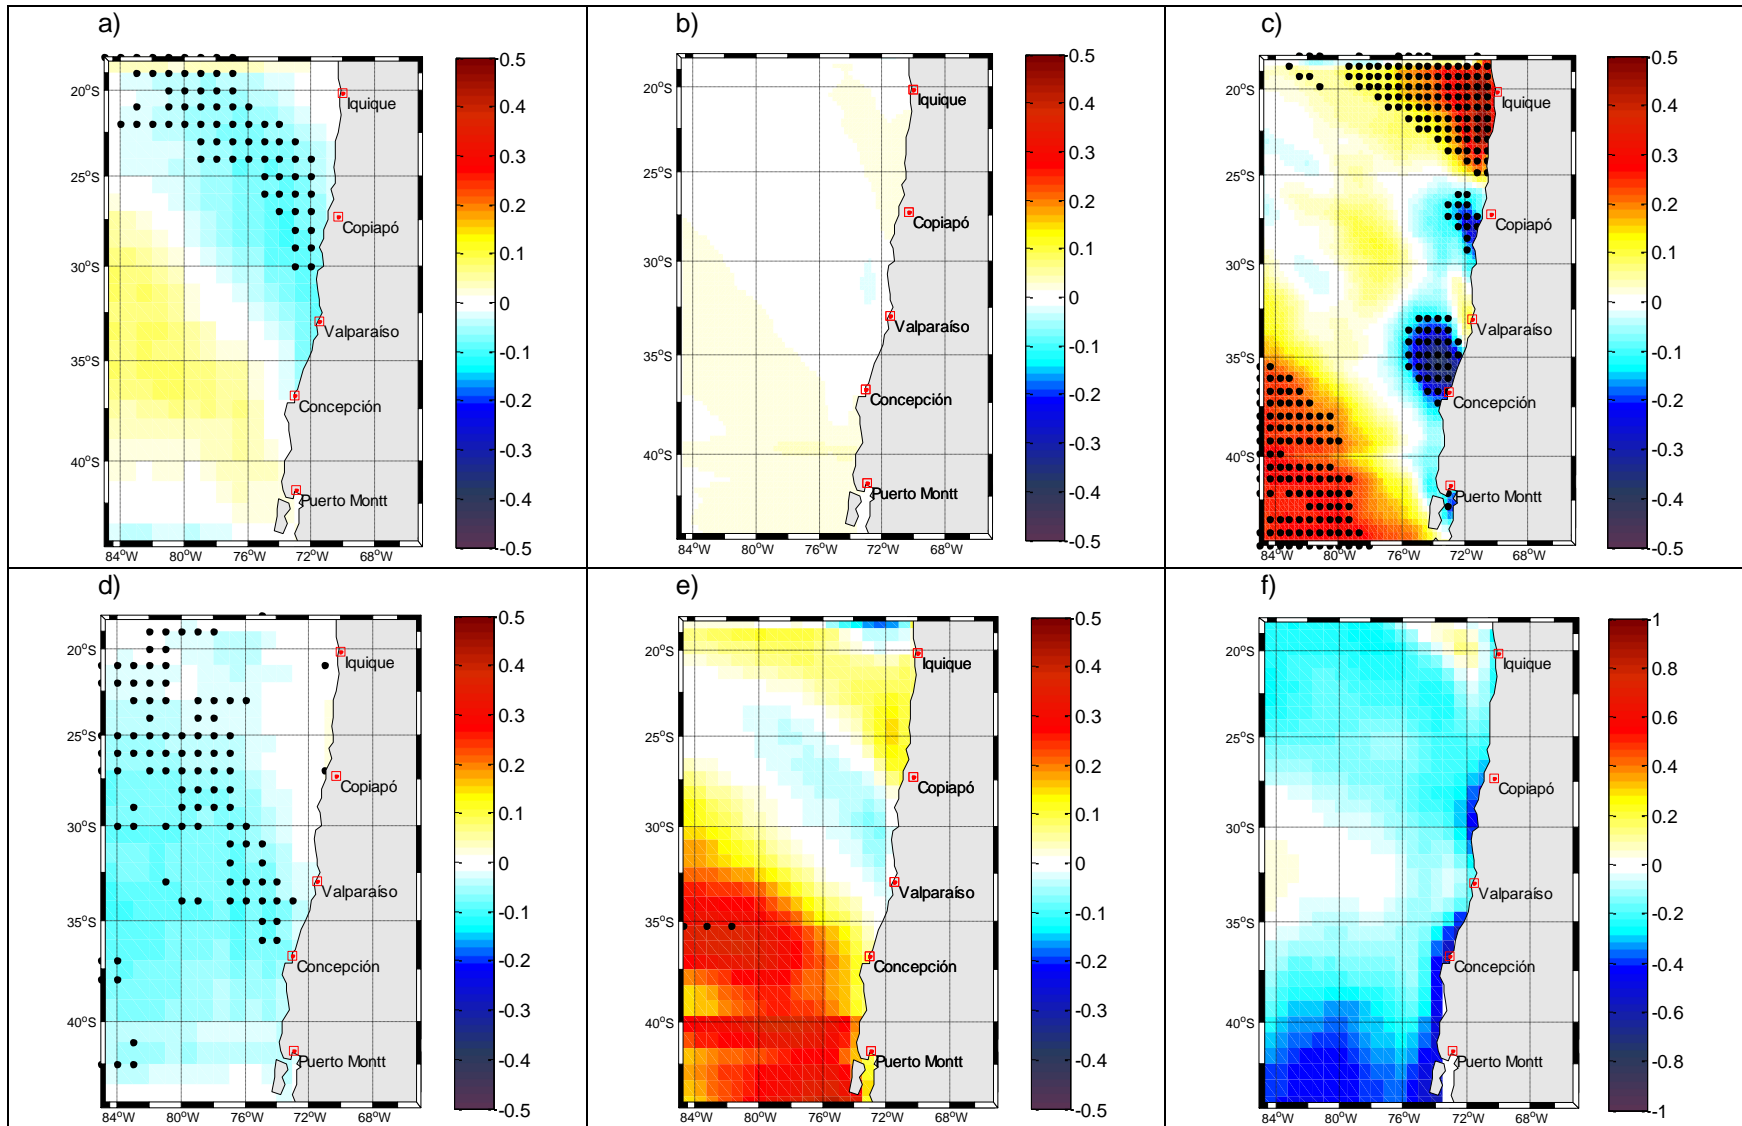 a)
20°S
25°S
30°S
35°S
40°S
84°W 80°W 76°W 72°W 68°W
Iquique
Copiapó
Valparaíso
Concepción
Puerto Montt
0.5
0.4
0.3
0.2
0.1
0
-0.1
-0.2
-0.3
-0.4
-0.5
b)
20°S
25°S
30°S
35°S
40°S
84°W 80°W 76°W 72°W 68°W
Iquique
Copiapó
Valparaíso
Concepción
Puerto Montt
0.5
0.4
0.3
0.2
0.1
0
-0.1
-0.2
-0.3
-0.4
-0.5
c)
20°S
25°S
30°S
35°S
40°S
84°W 80°W 76°W 72°W 68°W
Iquique
Copiapó
Valparaíso
Concepción
Puerto Montt
0.5
0.4
0.3
0.2
0.1
0
-0.1
-0.2
-0.3
-0.4
-0.5
d)
20°S
25°S
30°S
35°S
40°S
84°W 80°W 76°W 72°W 68°W
Iquique
Copiapó
Valparaíso
Concepción
Puerto Montt
0.5
0.4
0.3
0.2
0.1
0
-0.1
-0.2
-0.3
-0.4
-0.5
e)
20°S
25°S
30°S
35°S
40°S
84°W 80°W 76°W 72°W 68°W
Iquique
Copiapó
Valparaíso
Concepción
Puerto Montt
0.5
0.4
0.3
0.2
0.1
0
-0.1
-0.2
-0.3
-0.4
-0.5
f)
20°S
25°S
30°S
35°S
40°S
84°W 80°W 76°W 72°W 68°W
Iquique
Copiapó
Valparaíso
Concepción
Puerto Montt
1
0.8
0.6
0.4
0.2
0
-0.2
-0.4
-0.6
-0.8
-1